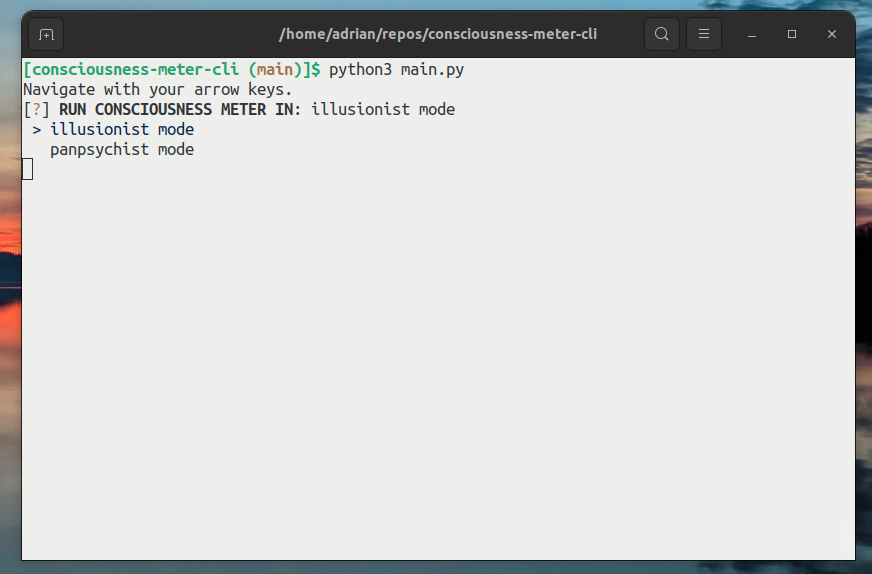 /home/adrian/repos/consciousness-meter-cli
[consciousness-meter-cli (main)]$ python3 main.py
Navigate with your arrow keys.
[?] RUN CONSCIOUSNESS METER IN: illusionist mode
 > illusionist mode
   panpsychist mode